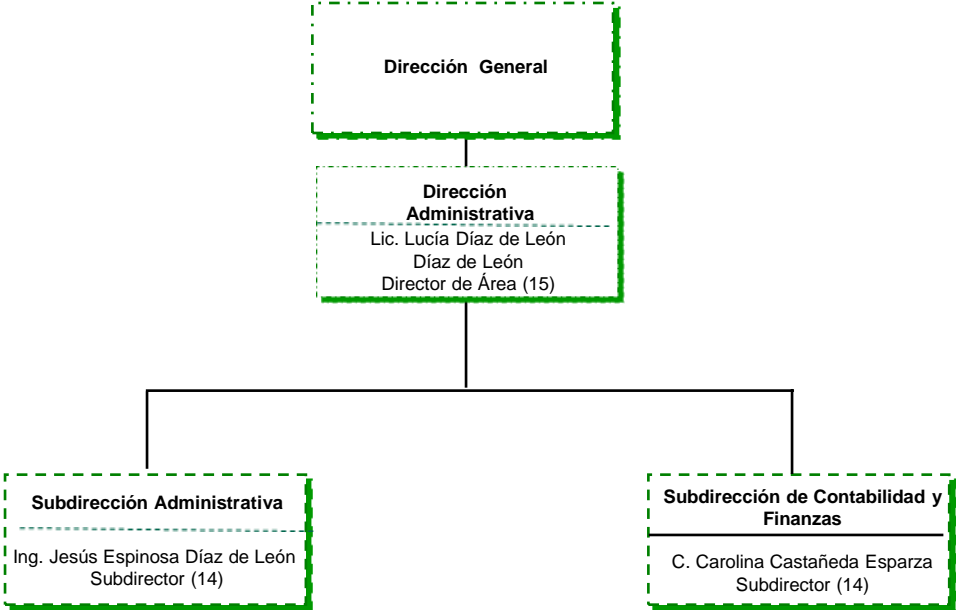 Dirección General
Dirección
Administrativa
Lic. Lucía Díaz de León
Díaz de León
Director de Área (15)
Subdirección Administrativa
Ing. Jesús Espinosa Díaz de León
Subdirector (14)
Subdirección de Contabilidad y
Finanzas
C. Carolina Castañeda Esparza
Subdirector (14)